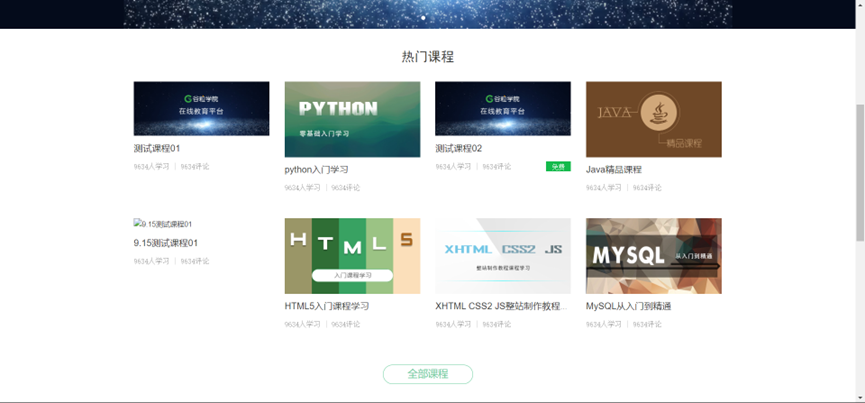 热门课程
谷粒学院
在线教育平台
测试课程01
9634人学习 | 9634评论
PYTHON
零基础入门学习
python入门学习
9634人学习 | 9634评论
谷粒学院
在线教育平台
测试课程02
9634人学习 | 9634评论
免费
JAVA
精品课程
Java精品课程
9634人学习 | 9634评论
9.15测试课程01
9.15测试课程01
9634人学习 | 9634评论
HTML5
入门课程学习
HTML5入门课程学习
9634人学习 | 9634评论
XHTML CSS2 JS
整站制作教程课程学习
XHTML CSS2 JS整站制作教程...
9634人学习 | 9634评论
MYSQL 从入门到精通
MySQL从入门到精通
9634人学习 | 9634评论
全部课程